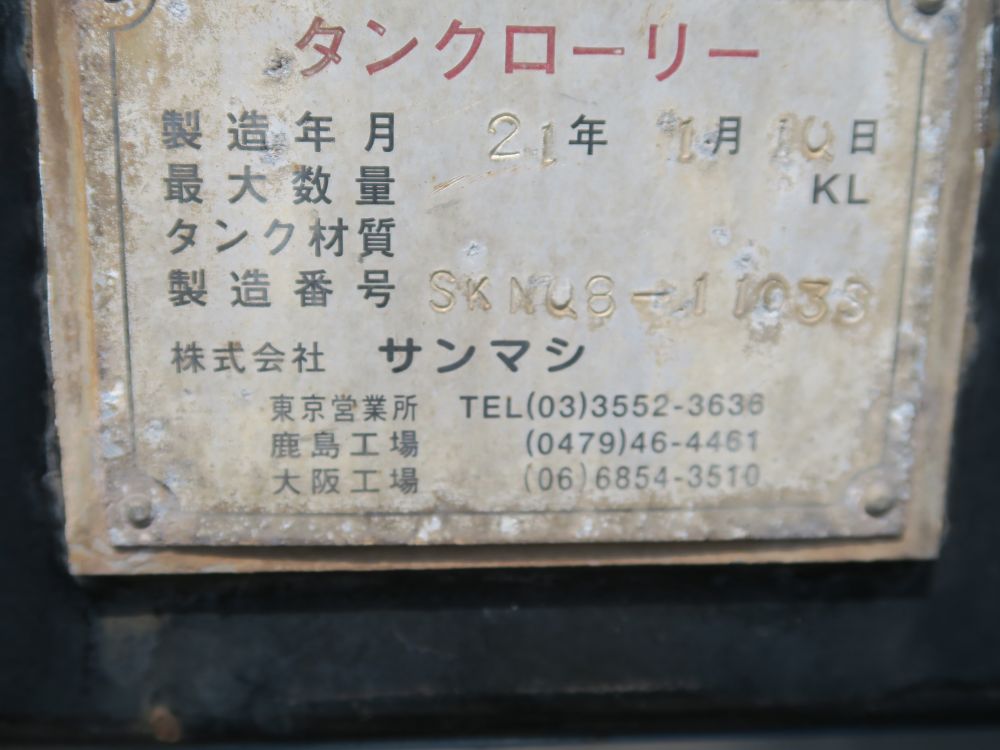 タンクローリー
製造年月 21年 1月 10日
最大数量 KL
タンク材質
製造番号 SKN08-11033
株式会社 サンマシ
東京営業所 TEL(03)3552-3636
鹿島工場 (0479)46-4461
大阪工場 (06)6854-3510